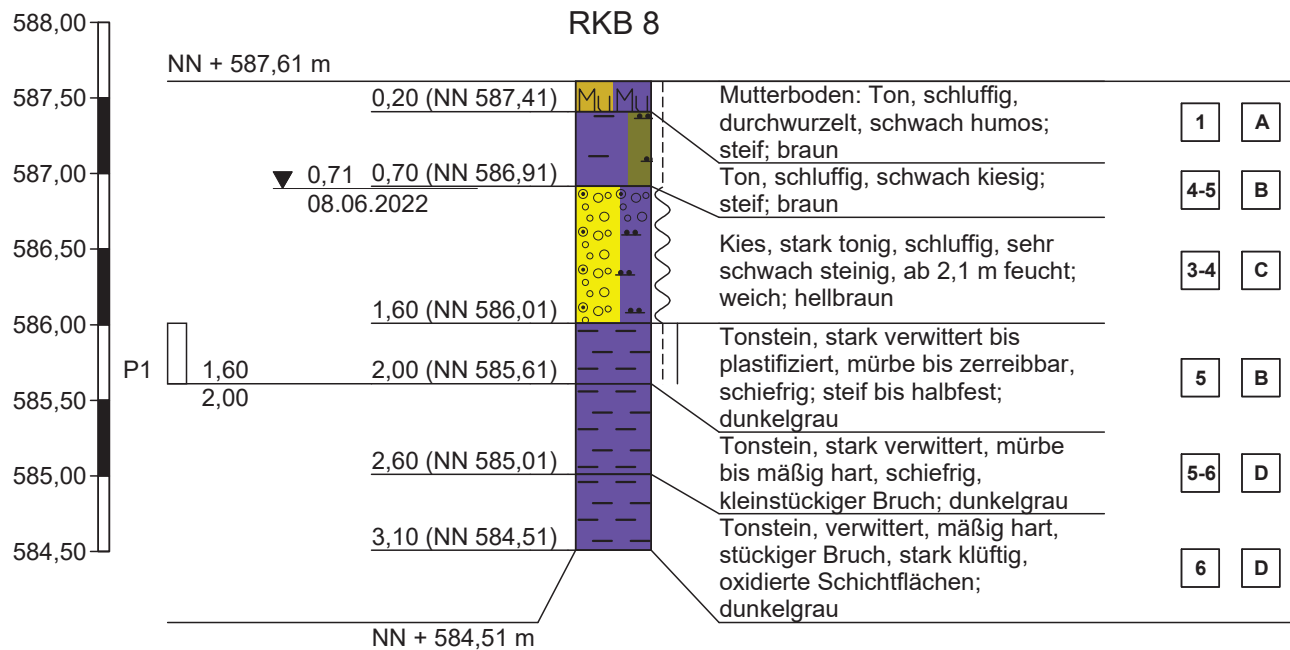 RKB 8
588,00
587,50
587,00
586,50
586,00
585,50
585,00
584,50
NN + 587,61 m
0,20 (NN 587,41)
0,70 (NN 586,91)
0,71
08.06.2022
1,60 (NN 586,01)
P1
1,60
2,00
2,00 (NN 585,61)
2,60 (NN 585,01)
3,10 (NN 584,51)
NN + 584,51 m
Mu Mu
Mutterboden: Ton, schluffig,
durchwurzelt, schwach humos;
steif; braun
1 A
Ton, schluffig, schwach kiesig;
steif; braun
4-5 B
Kies, stark tonig, schluffig, sehr
schwach steinig, ab 2,1 m feucht;
weich; hellbraun
3-4 C
Tonstein, stark verwittert bis
plastifiziert, mürbe bis zerreibbar,
schiefrig; steif bis halbfest;
dunkelgrau
5 B
Tonstein, stark verwittert, mürbe
bis mäßig hart, schiefrig,
kleinstückiger Bruch; dunkelgrau
5-6 D
Tonstein, verwittert, mäßig hart,
stückiger Bruch, stark klüftig,
oxidierte Schichtflächen;
dunkelgrau
6 D